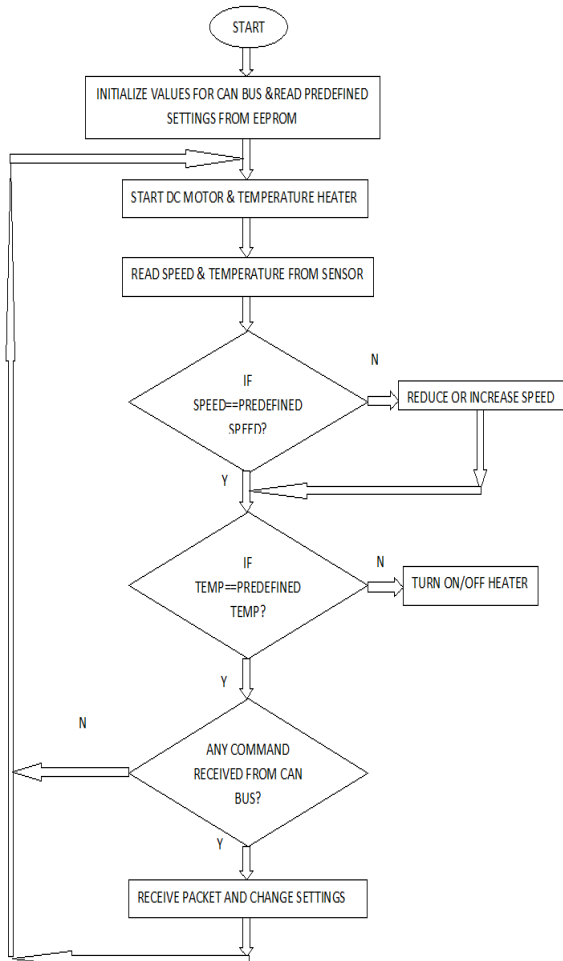 START
INITIALIZE VALUES FOR CAN BUS &READ PREDEFINED
SETTINGS FROM EEPROM
START DC MOTOR & TEMPERATURE HEATER
READ SPEED & TEMPERATURE FROM SENSOR
IF
SPEED==PREDEFINED
SPEED?
N
REDUCE OR INCREASE SPEED
Y
IF
TEMP==PREDEFINED
TEMP?
N
TURN ON/OFF HEATER
Y
N
ANY COMMAND
RECEIVED FROM CAN
BUS?
Y
RECEIVE PACKET AND CHANGE SETTINGS